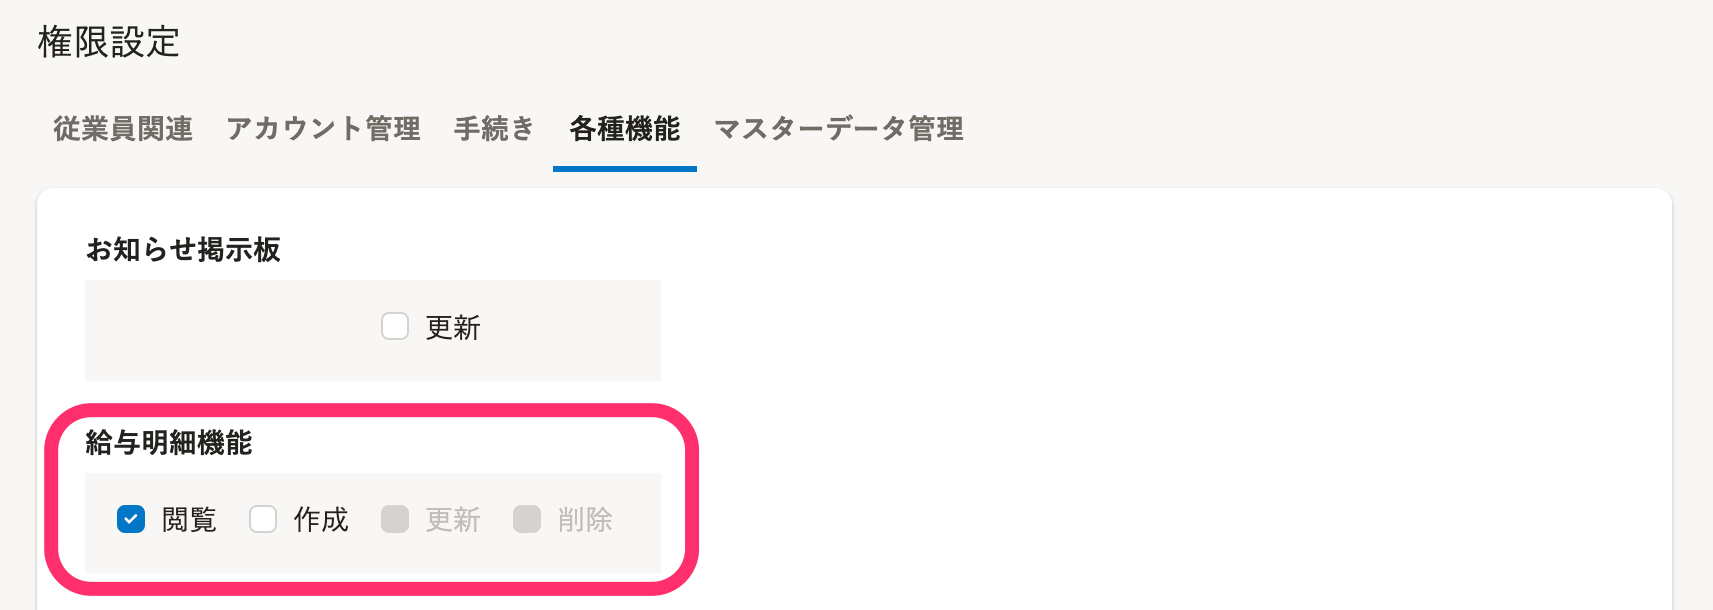 権限設定
従業員関連 アカウント管理 手続き 各種機能 マスターデータ管理
お知らせ掲示板
更新
給与明細機能
閲覧 作成 更新 削除